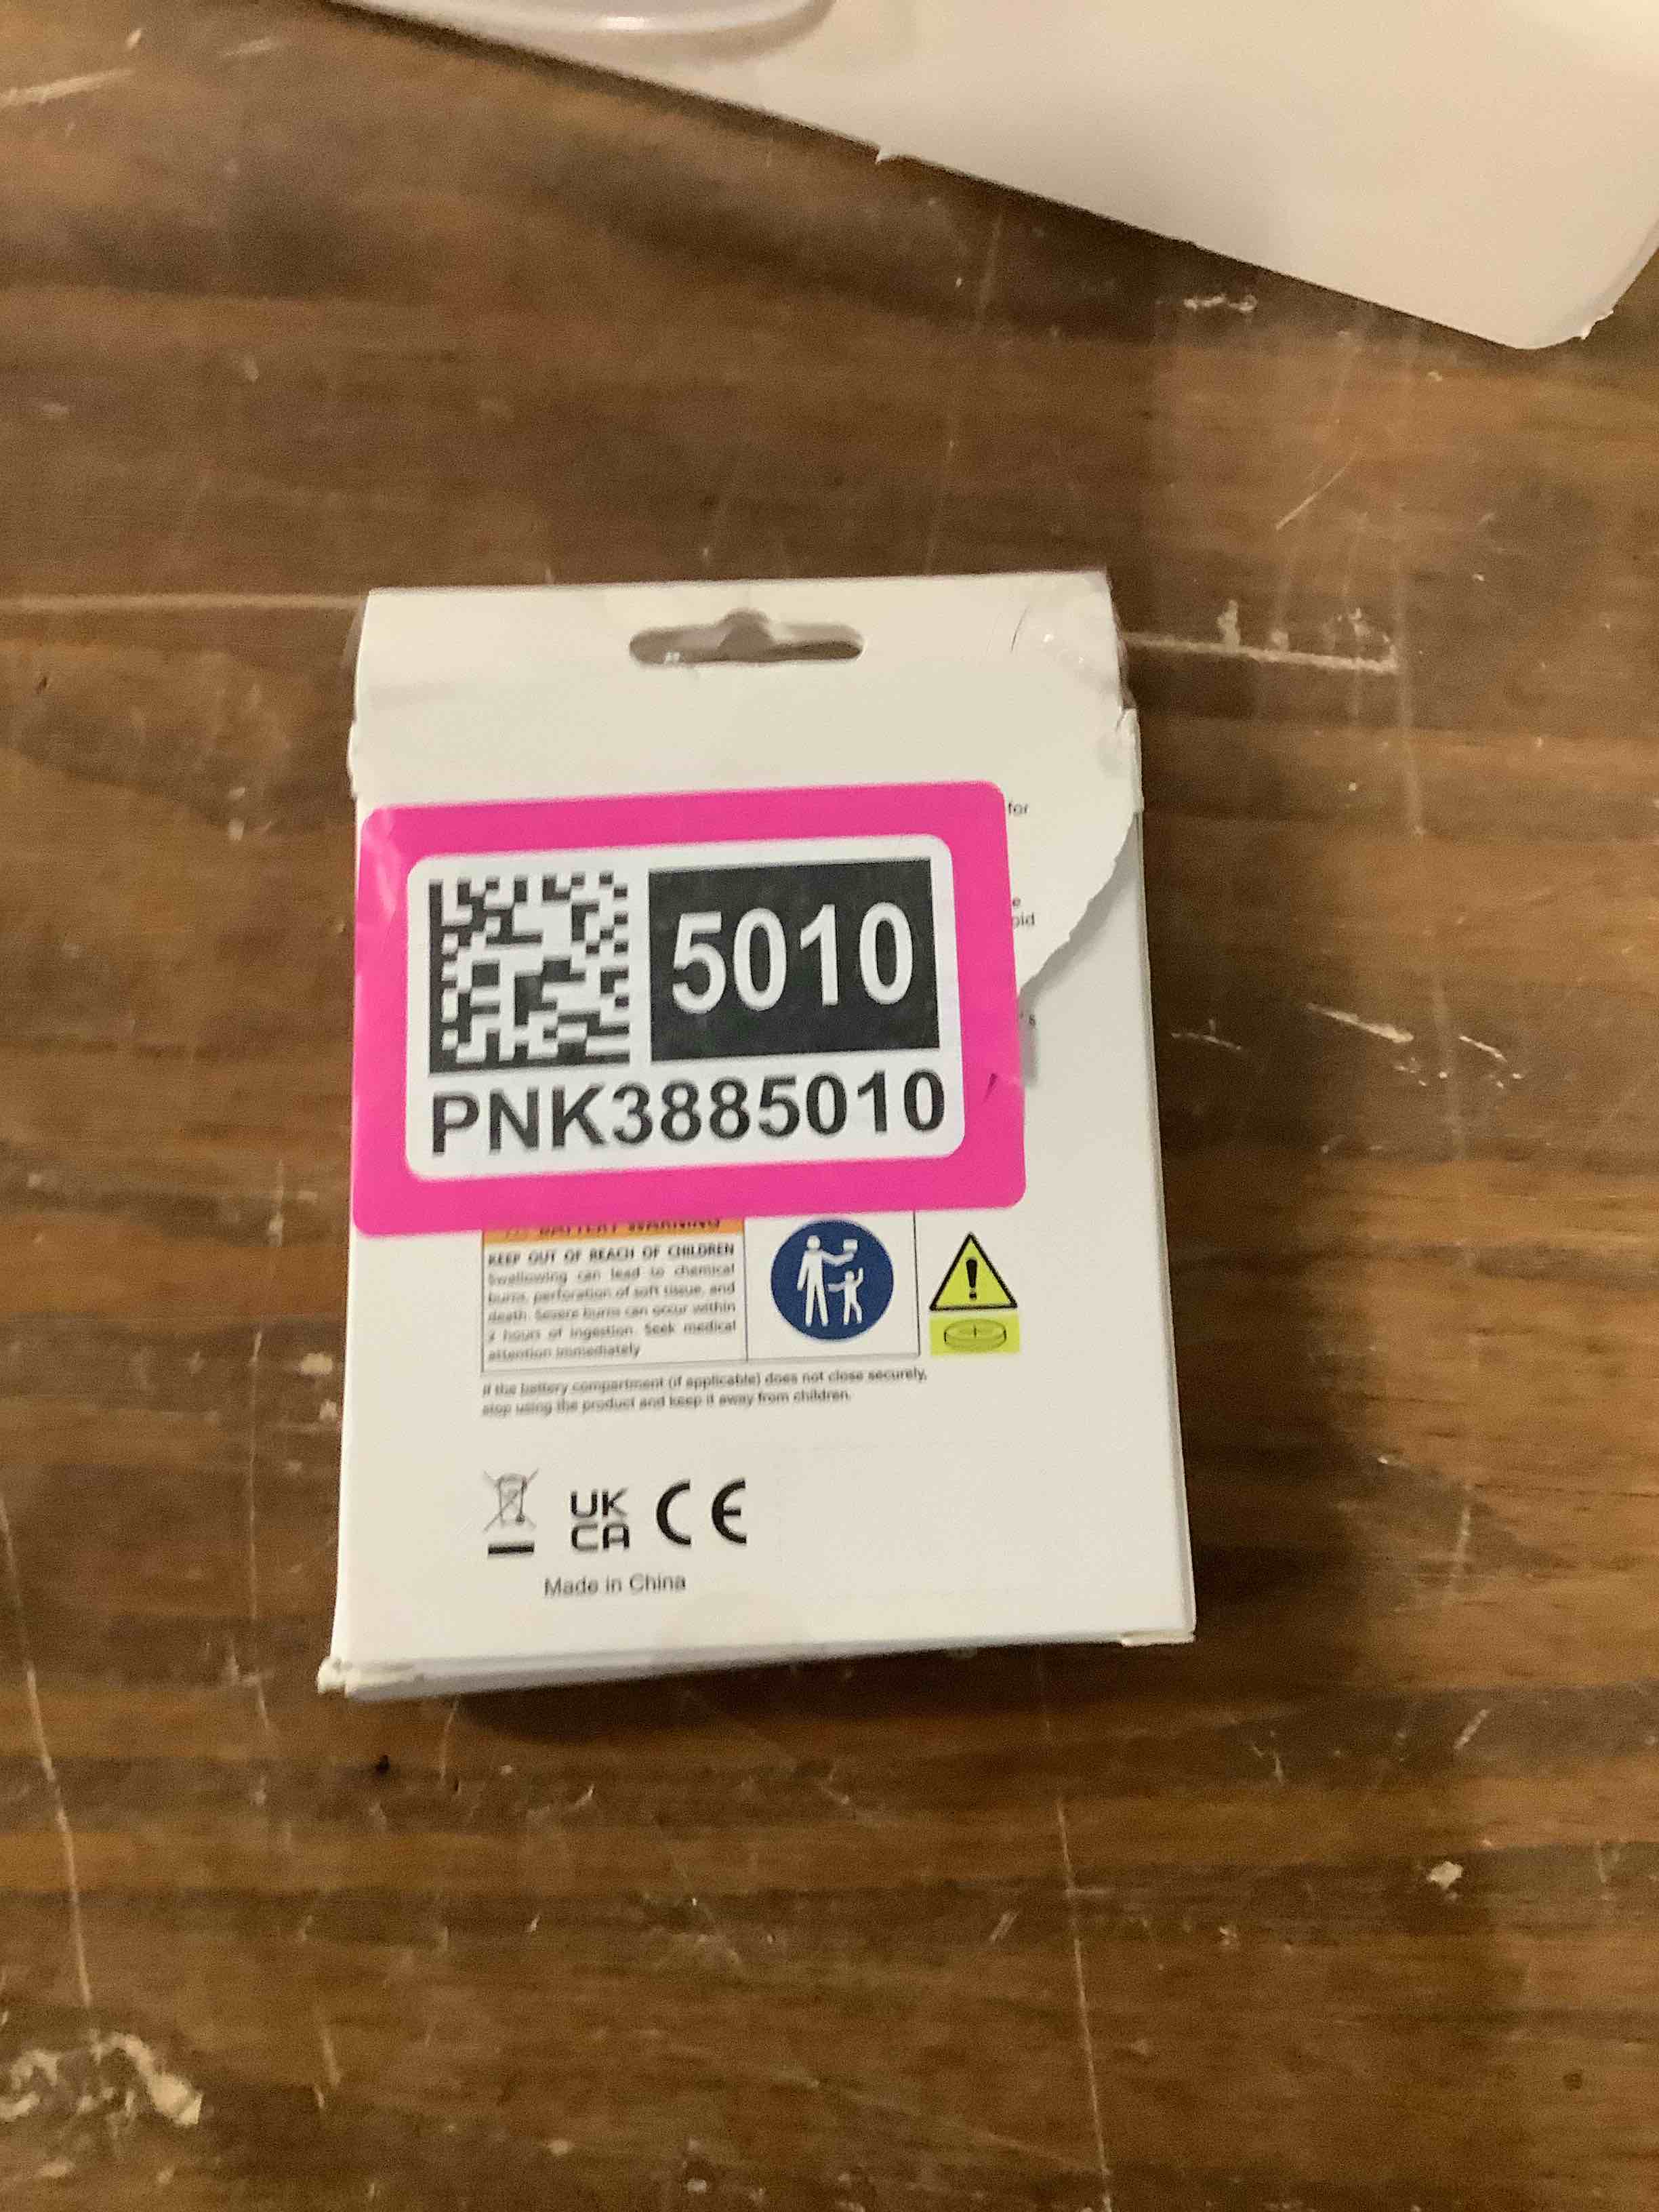 for
e
oid
's
5010
PNK3885010
BATTERY WARNING
KEEP OUT OF REACH OF CHILDREN
Swallowing can lead to chemical
burns, perforation of soft tissue, and
death. Severe burns can occur within
2 hours of ingestion. Seek medical
attention immediately
If the battery compartment (if applicable) does not close securely,
stop using the product and keep it away from children.
UK
CA CE
Made in China